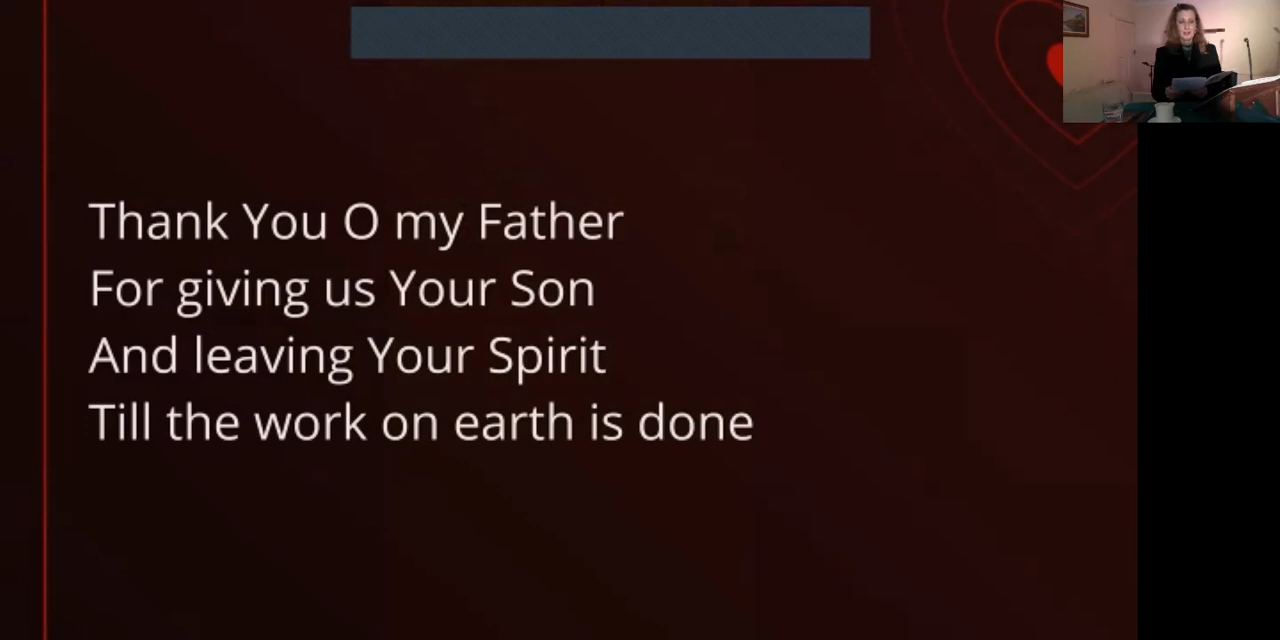 Thank You O my Father
For giving us Your Son
And leaving Your Spirit
Till the work on earth is done